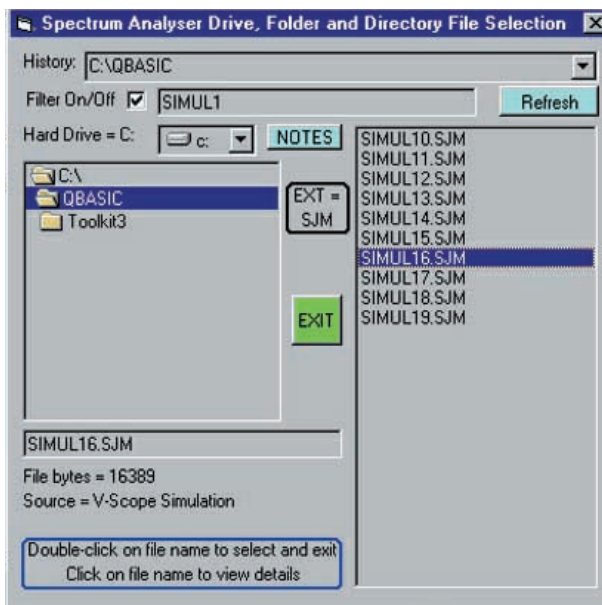 Spectrum Analyser Drive, Folder and Directory File Selection
History: C:\QBASIC
Filter On/Off SIMUL1 Refresh
Hard Drive = C: c: NOTES
C:\
QBASIC
Toolkit3
EXT =
SJM
EXIT
SIMUL10.SJM
SIMUL11.SJM
SIMUL12.SJM
SIMUL13.SJM
SIMUL14.SJM
SIMUL15.SJM
SIMUL16.SJM
SIMUL17.SJM
SIMUL18.SJM
SIMUL19.SJM
SIMUL16.SJM
File bytes = 16389
Source = V-Scope Simulation
Double-click on file name to select and exit
Click on file name to view details